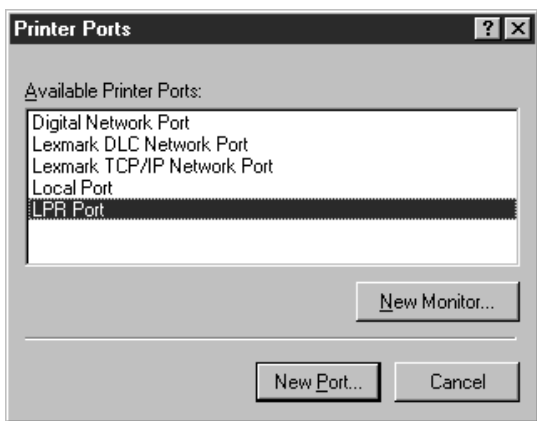 Printer Ports
? X
Available Printer Ports:
Digital Network Port
Lexmark DLC Network Port
Lexmark TCP/IP Network Port
Local Port
LPR Port
New Monitor...
New Port... Cancel